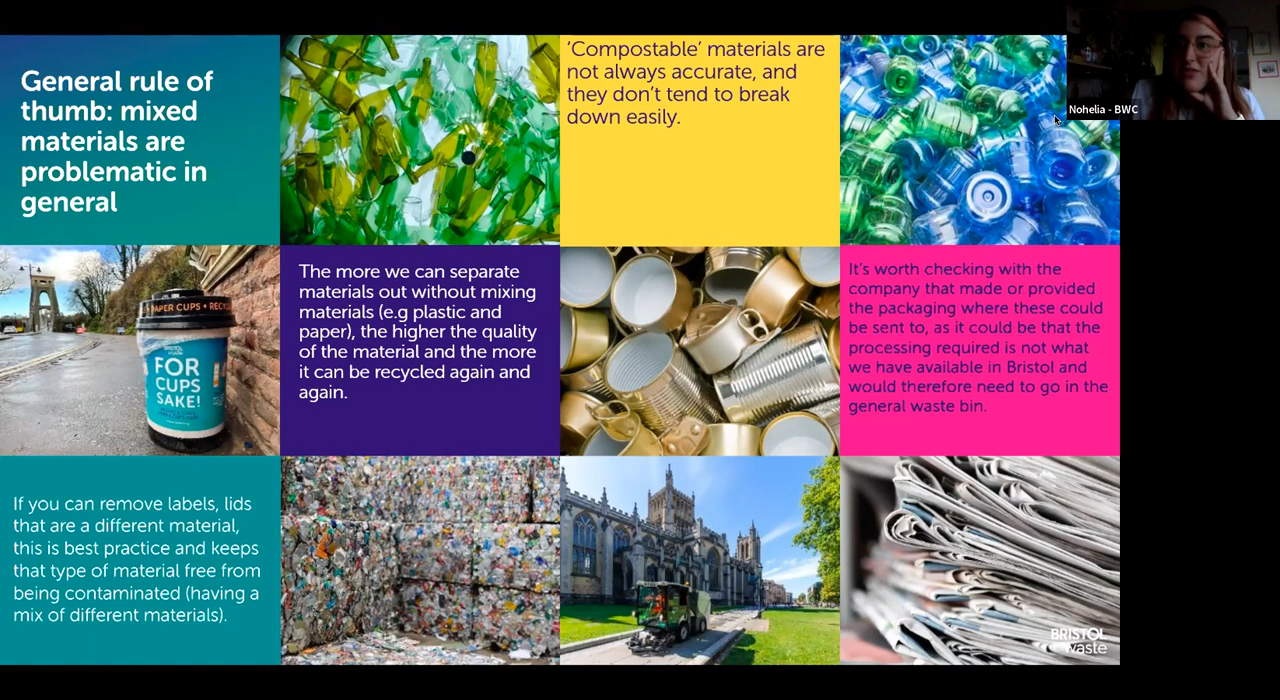 General rule of
thumb: mixed
materials are
problematic in
general
'Compostable' materials are
not always accurate, and
they don't tend to break
down easily.
Nohelia - BWC
PAPER CUPS • RECY
BRISTOL
waste
FOR
CUPS
SAKE!
The more we can separate
materials out without mixing
materials (e.g plastic and
paper), the higher the quality
of the material and the more
it can be recycled again and
again.
It's worth checking with the
company that made or provided
the packaging where these could
be sent to, as it could be that the
processing required is not what
we have available in Bristol and
would therefore need to go in the
general waste bin.
If you can remove labels, lids
that are a different material,
this is best practice and keeps
that type of material free from
being contaminated (having a
mix of different materials).
BRISTOL
waste